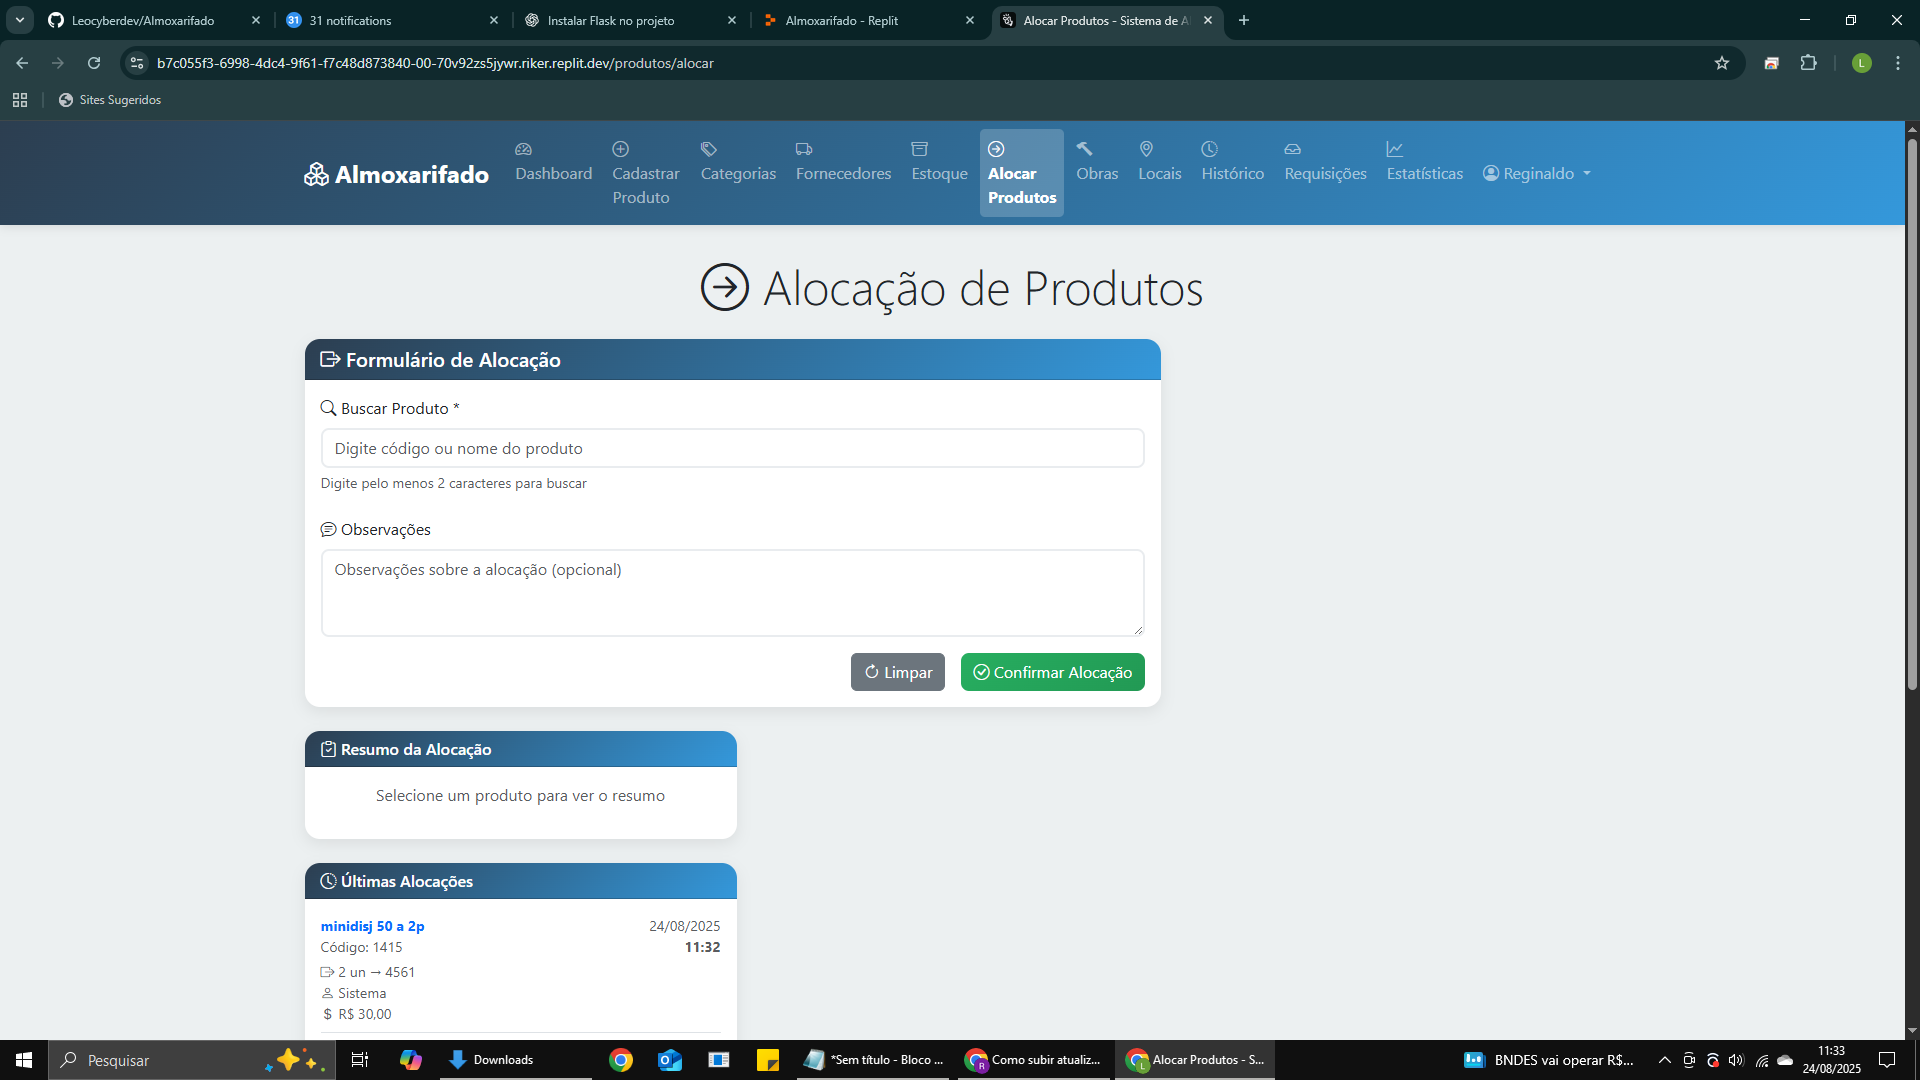 Leocyberdev/Almoxarifado
31
31 notifications
Instalar Flask no projeto
Almoxarifado - Replit
Alocar Produtos - Sistema de A
b7c055f3-6998-4dc4-9f61-f7c48d873840-00-70v92zs5jywr.riker.replit.dev/produtos/alocar
L
Sites Sugeridos
Almoxarifado
Dashboard
Cadastrar
Produto
Categorias
Fornecedores
Estoque
Alocar
Produtos
Obras
Locais
Histórico
Requisições
Estatísticas
Reginaldo
Alocação de Produtos
Formulário de Alocação
Buscar Produto *
Digite código ou nome do produto
Digite pelo menos 2 caracteres para buscar
Observações
Observações sobre a alocação (opcional)
Limpar
Confirmar Alocação
Resumo da Alocação
Selecione um produto para ver o resumo
Últimas Alocações
minidisj 50 a 2p
24/08/2025
Código: 1415
11:32
2 un → 4561
Sistema
$ R$ 30,00
Pesquisar
Downloads
*Sem título - Bloco ...
R
Como subir atualiz...
L
Alocar Produtos - S...
BNDES vai operar R$...
11:33
24/08/2025